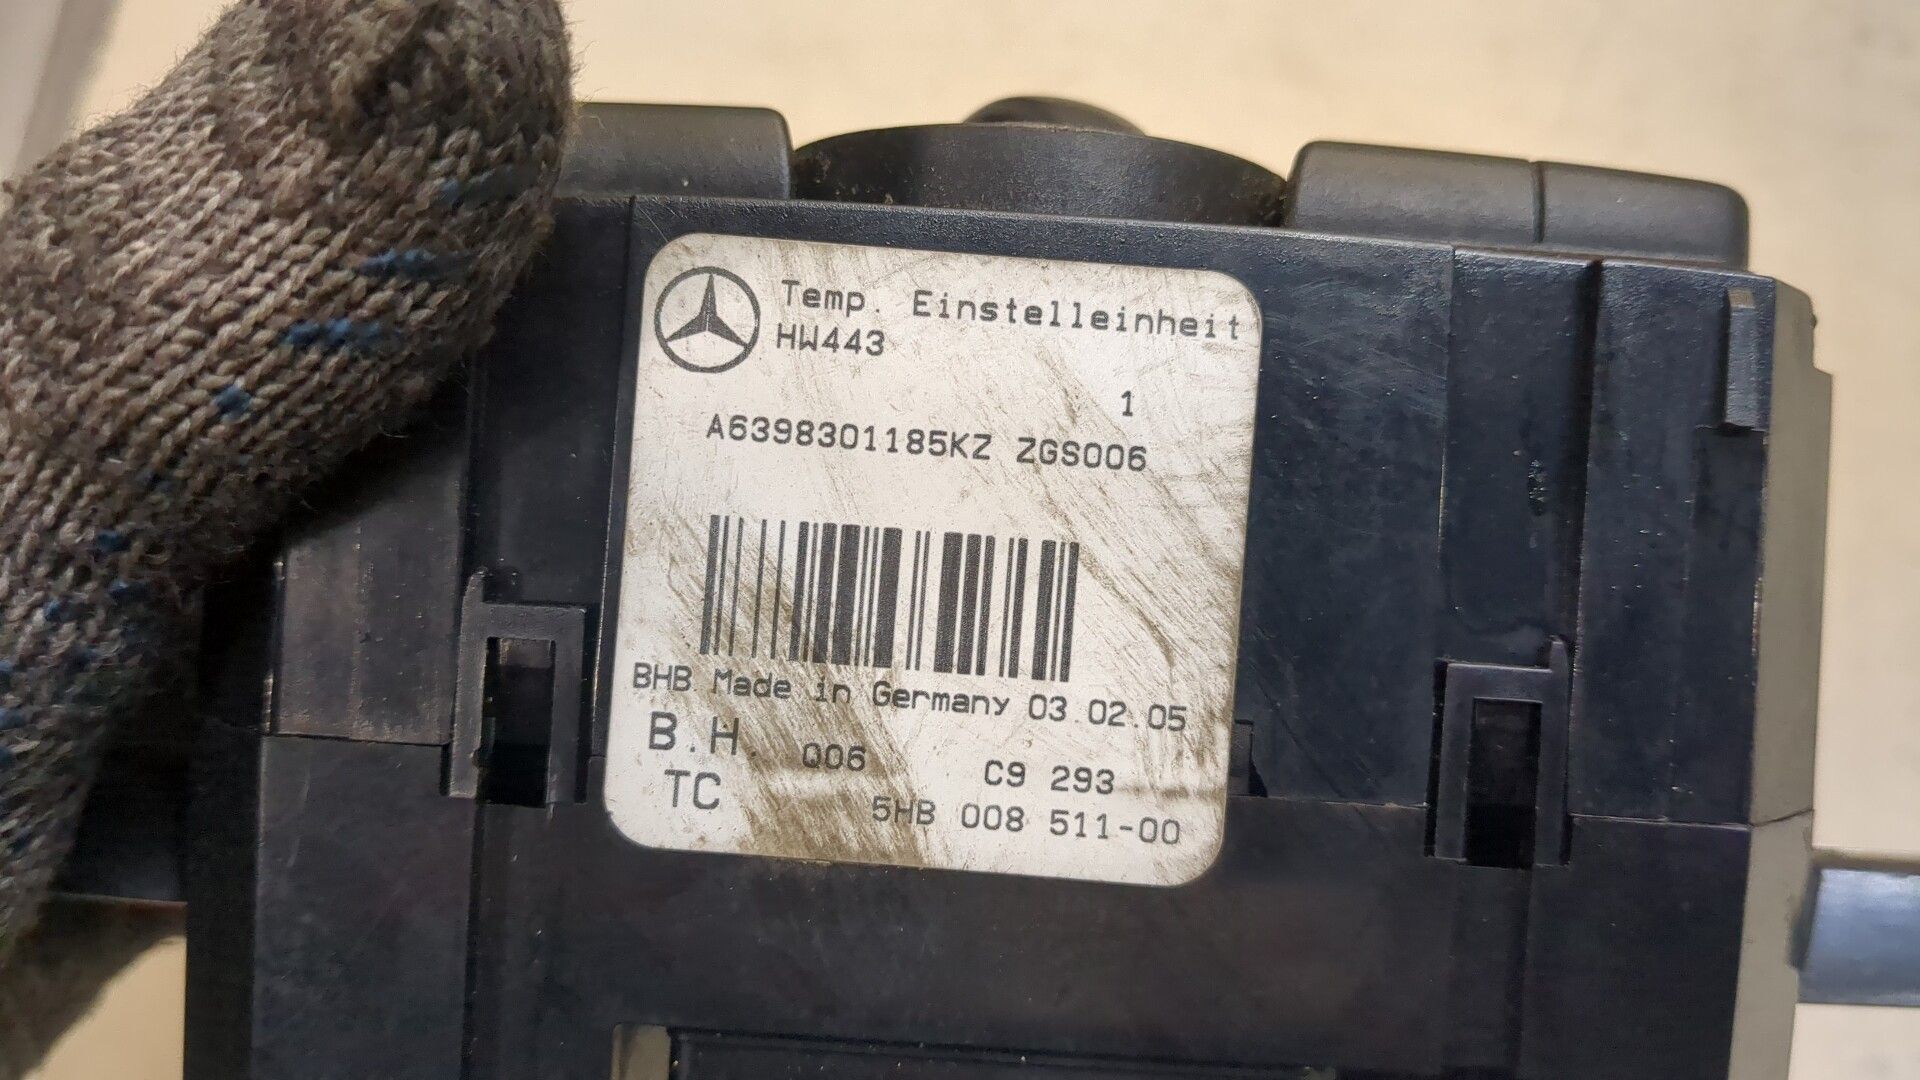 Temp. Einstelleinheit
HW443
1
A6398301185KZ ZGS006
BHB Made in Germany 03.02.05
B.H. Q06 C9 293
TC 5HB 008 511-00